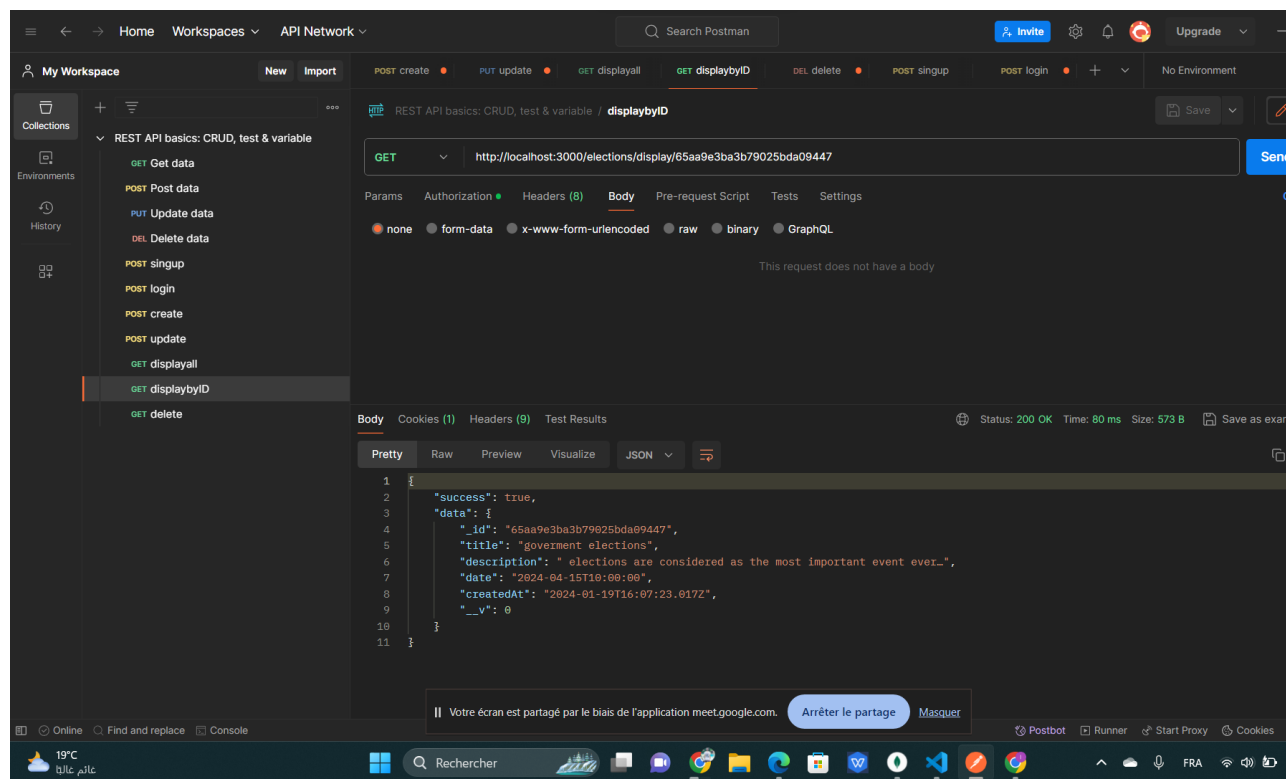 Home Workspaces API Network Search Postman Invite Upgrade
My Workspace New Import POST create PUT update GET displayall GET displaybyID DEL delete POST singup POST login No Environment
Collections
Environments
History
REST API basics: CRUD, test & variable
GET Get data
POST Post data
PUT Update data
DEL Delete data
POST singup
POST login
POST create
POST update
GET displayall
GET displaybyID
GET delete
HTTP REST API basics: CRUD, test & variable / displaybyID Save
GET http://localhost:3000/elections/display/65aa9e3ba3b79025bda09447 Send
Params Authorization Headers (8) Body Pre-request Script Tests Settings
none form-data x-www-form-urlencoded raw binary GraphQL
This request does not have a body
Body Cookies (1) Headers (9) Test Results Status: 200 OK Time: 80 ms Size: 573 B Save as exam
Pretty Raw Preview Visualize JSON
1 {
2 "success": true,
3 "data": {
4 "_id": "65aa9e3ba3b79025bda09447",
5 "title": "goverment elections",
6 "description": " elections are considered as the most important event ever…",
7 "date": "2024-04-15T10:00:00",
8 "createdAt": "2024-01-19T16:07:23.017Z",
9 "__v": 0
10 }
11 }
Votre écran est partagé par le biais de l'application meet.google.com. Arrêter le partage Masquer
Online Find and replace Console Postbot Runner Start Proxy Cookies
19°C
غائم غالبًا
Rechercher
FRA